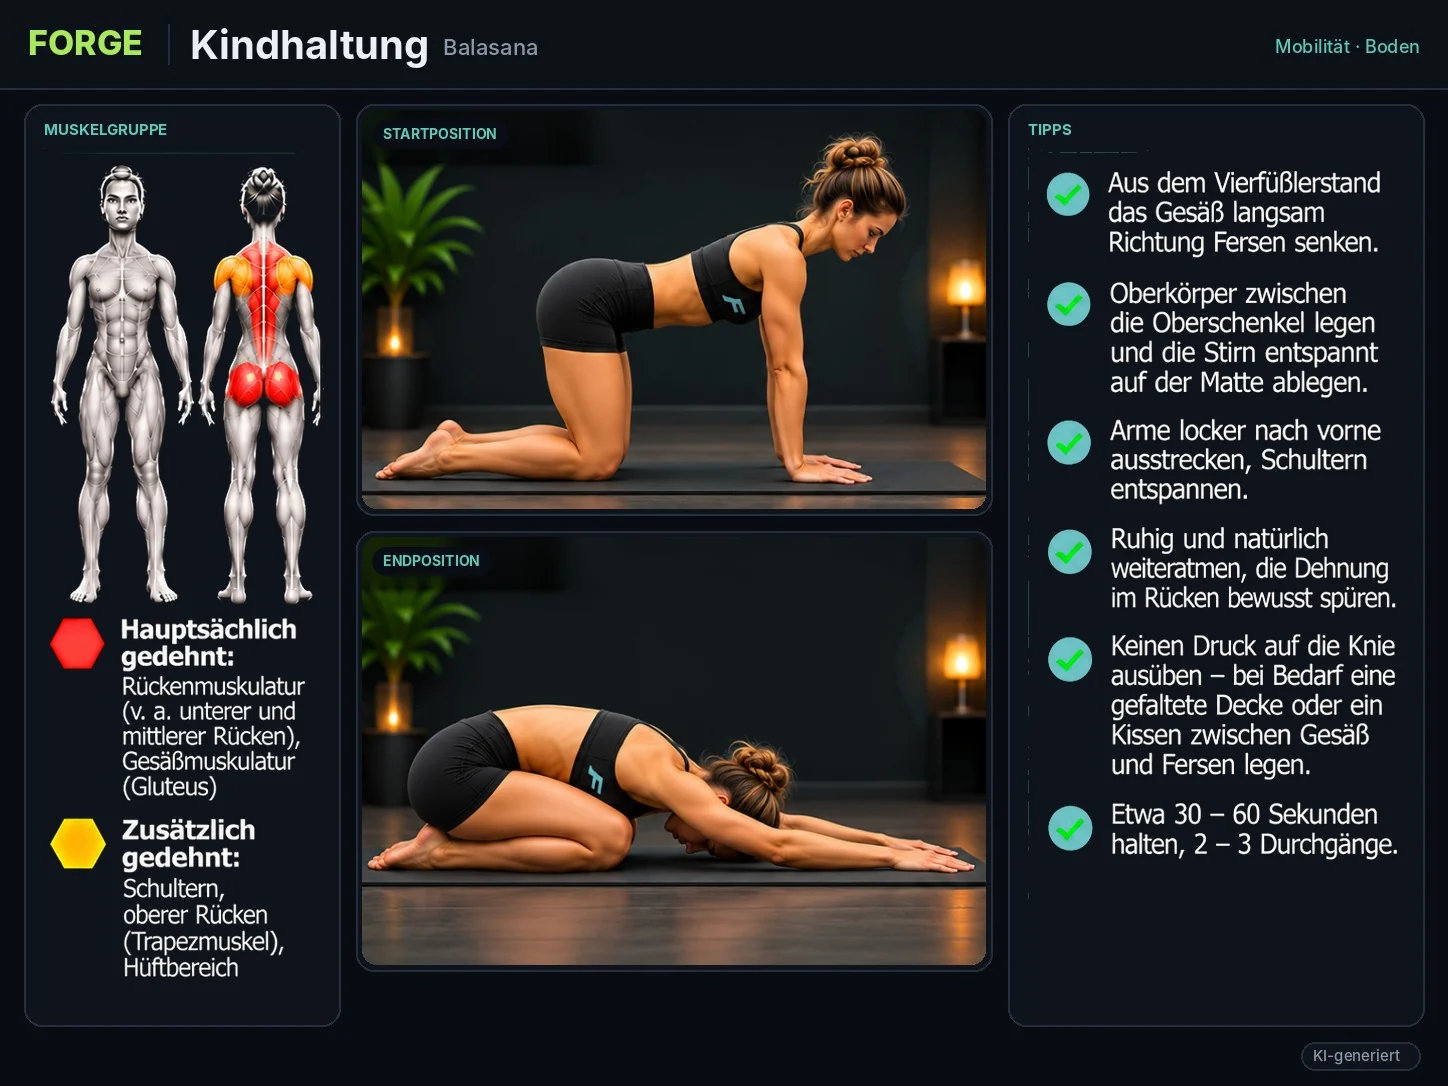 FORGE
Kindhaltung Balasana
Mobilität · Boden
MUSKELGRUPPE
Hauptsächlich
gedehnt:
Rückenmuskulatur
(v. a. unterer und
mittlerer Rücken),
Gesäßmuskulatur
(Gluteus)
Zusätzlich
gedehnt:
Schultern,
oberer Rücken
(Trapezmuskel),
Hüftbereich
STARTPOSITION
F
ENDPOSITION
F
TIPPS
Aus dem Vierfüßlerstand
das Gesäß langsam
Richtung Fersen senken.
Oberkörper zwischen
die Oberschenkel legen
und die Stirn entspannt
auf der Matte ablegen.
Arme locker nach vorne
ausstrecken, Schultern
entspannen.
Ruhig und natürlich
weiteratmen, die Dehnung
im Rücken bewusst spüren.
Keinen Druck auf die Knie
ausüben – bei Bedarf eine
gefaltete Decke oder ein
Kissen zwischen Gesäß
und Fersen legen.
Etwa 30 – 60 Sekunden
halten, 2 – 3 Durchgänge.
KI-generiert